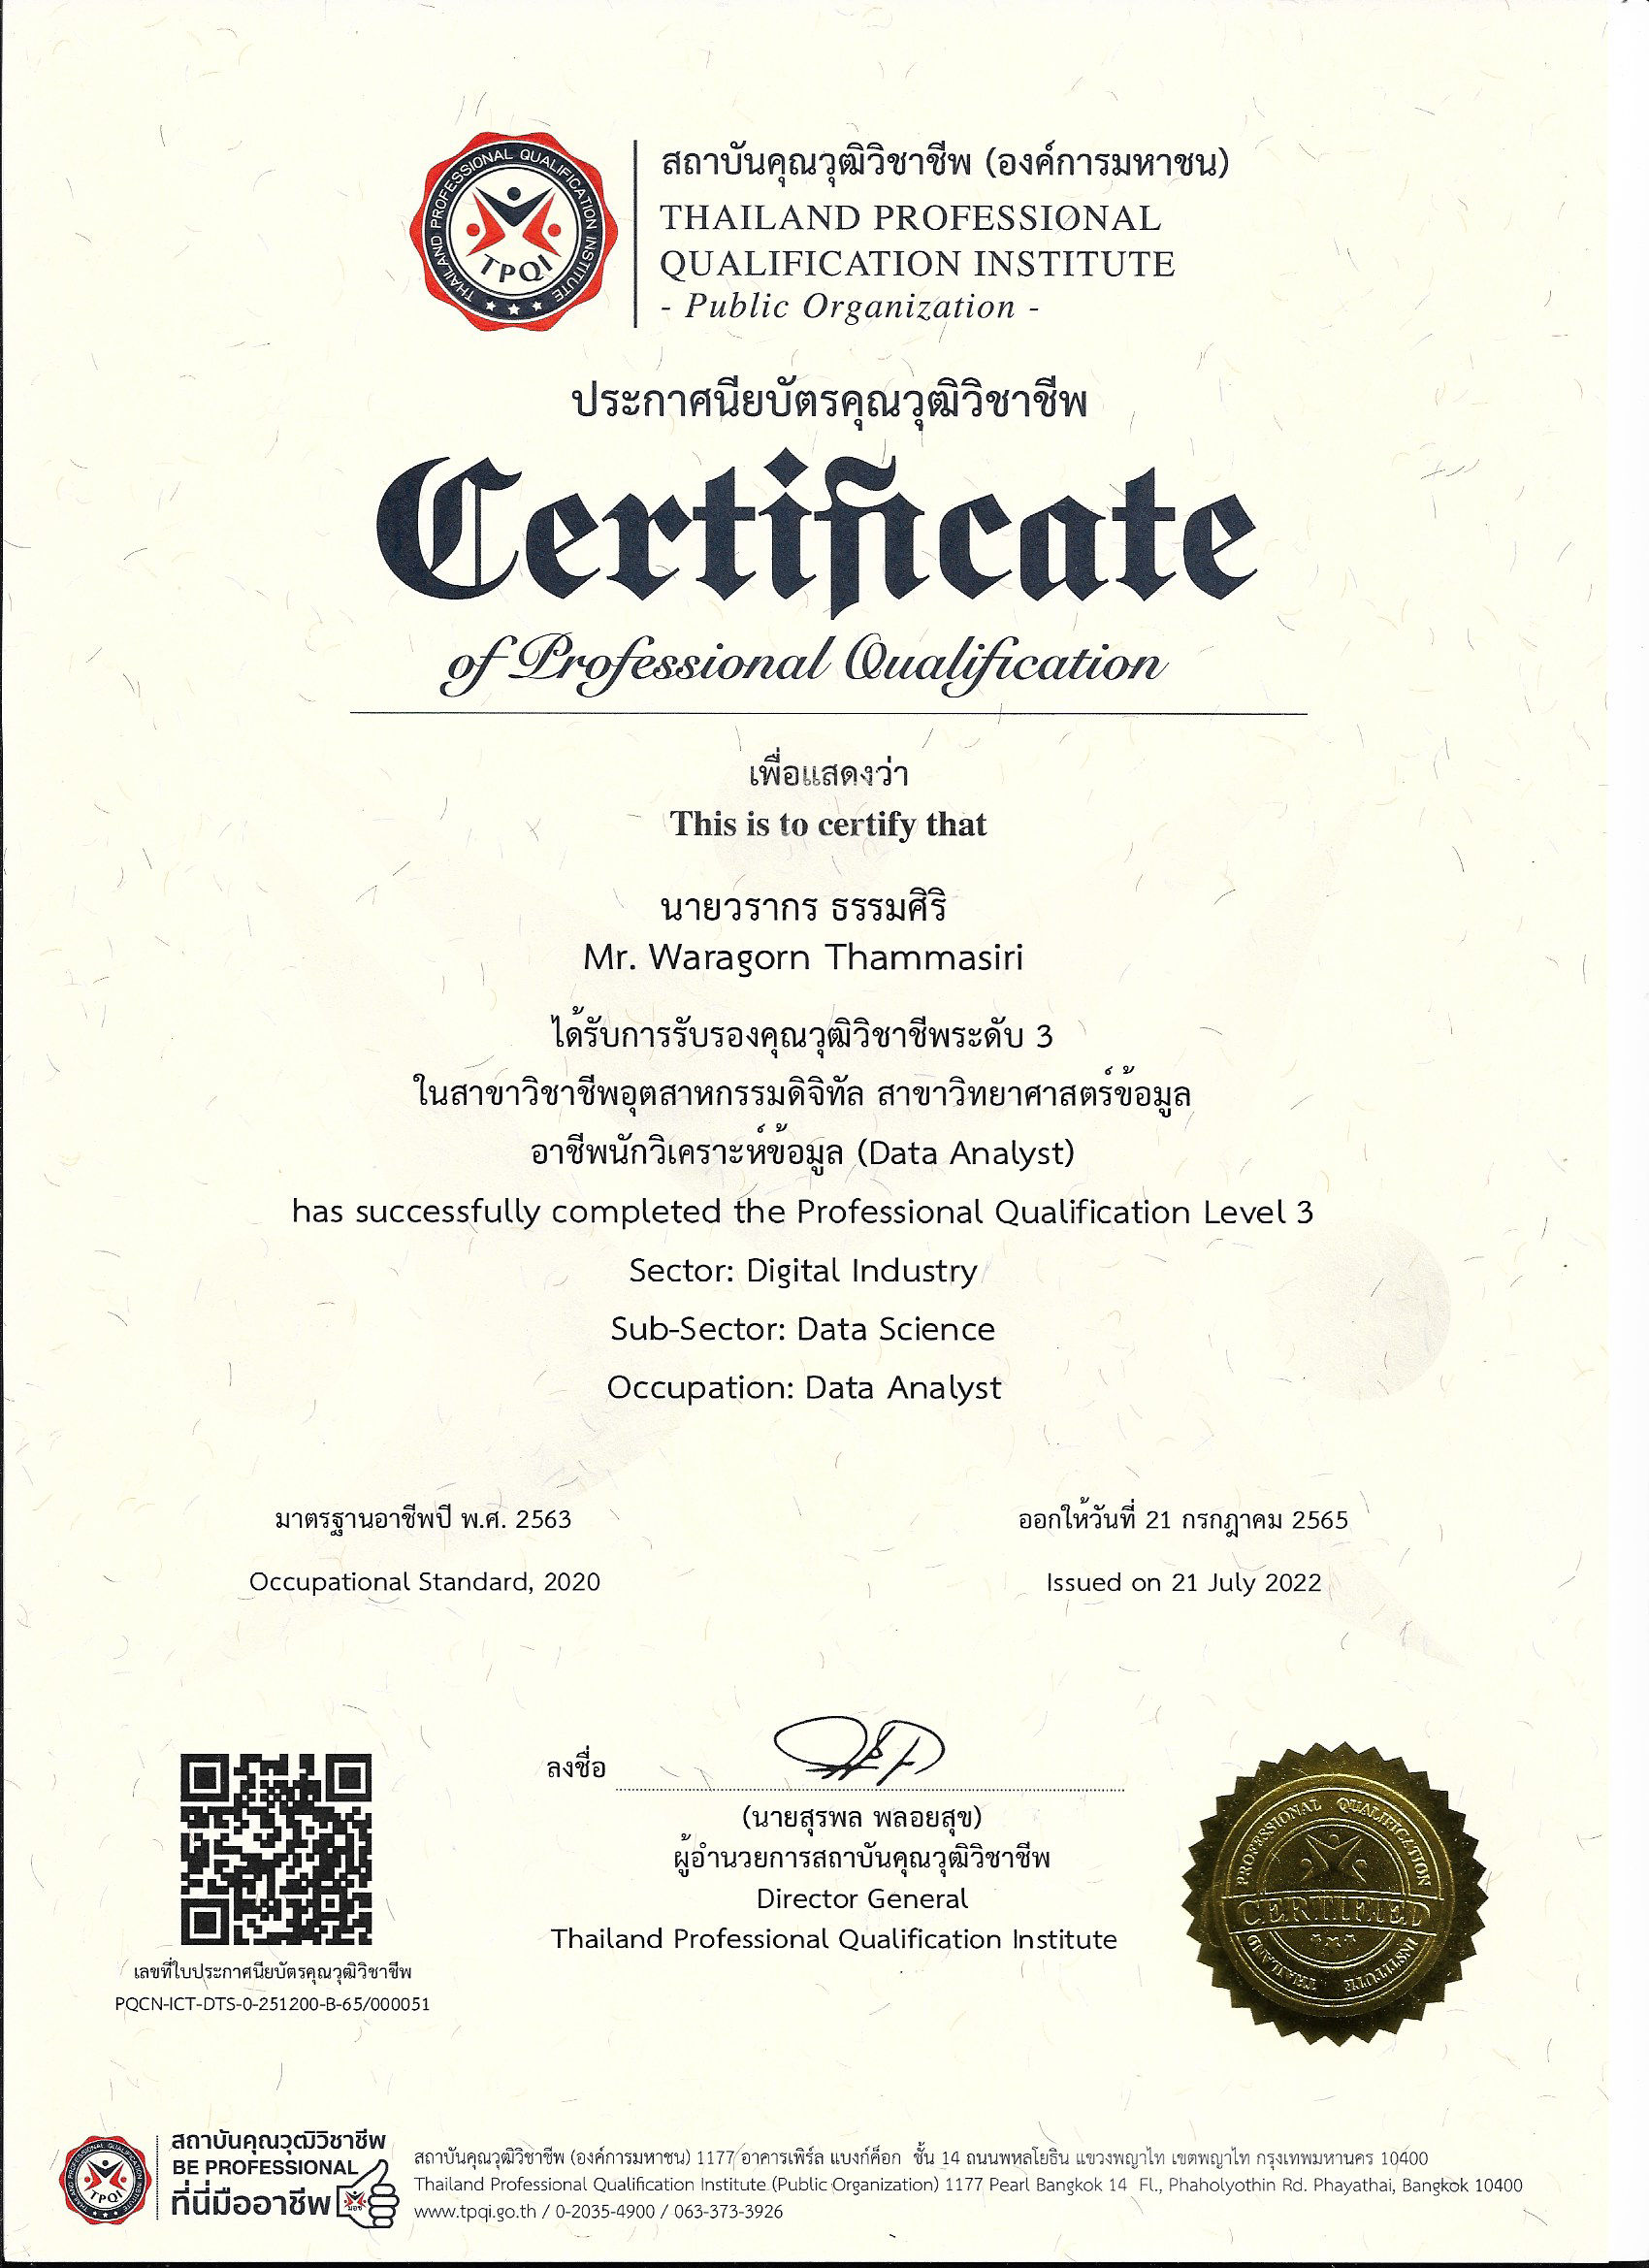 THAILAND PROFESSIONAL QUALIFICATION INSTITUTE
TPQI
สถาบันคุณวุฒิวิชาชีพ (องค์การมหาชน)
THAILAND PROFESSIONAL
QUALIFICATION INSTITUTE
- Public Organization -
ประกาศนียบัตรคุณวุฒิวิชาชีพ
Certificate
of Professional Qualification
เพื่อแสดงว่า
This is to certify that
นายวรากร ธรรมศิริ
Mr. Waragorn Thammasiri
ได้รับการรับรองคุณวุฒิวิชาชีพระดับ 3
ในสาขาวิชาชีพอุตสาหกรรมดิจิทัล สาขาวิทยาศาสตร์ข้อมูล
อาชีพนักวิเคราะห์ข้อมูล (Data Analyst)
has successfully completed the Professional Qualification Level 3
Sector: Digital Industry
Sub-Sector: Data Science
Occupation: Data Analyst
มาตรฐานอาชีพปี พ.ศ. 2563
ออกให้วันที่ 21 กรกฎาคม 2565
Occupational Standard, 2020
Issued on 21 July 2022
ลงชื่อ
(นายสุรพล พลอยสุข)
ผู้อำนวยการสถาบันคุณวุฒิวิชาชีพ
Director General
Thailand Professional Qualification Institute
PROFESSIONAL QUALIFICATION
CERTIFIED
INSTITUTE THAILAND
เลขที่ใบประกาศนียบัตรคุณวุฒิวิชาชีพ
PQCN-ICT-DTS-0-251200-B-65/000051
TPQI
สถาบันคุณวุฒิวิชาชีพ
BE PROFESSIONAL
ที่นี่มืออาชีพ
สถาบันคุณวุฒิวิชาชีพ (องค์การมหาชน) 1177 อาคารเพิร์ล แบงก์ค็อก ชั้น 14 ถนนพหลโยธิน แขวงพญาไท เขตพญาไท กรุงเทพมหานคร 10400
Thailand Professional Qualification Institute (Public Organization) 1177 Pearl Bangkok 14 Fl., Phaholyothin Rd. Phayathai, Bangkok 10400
www.tpqi.go.th / 0-2035-4900 / 063-373-3926